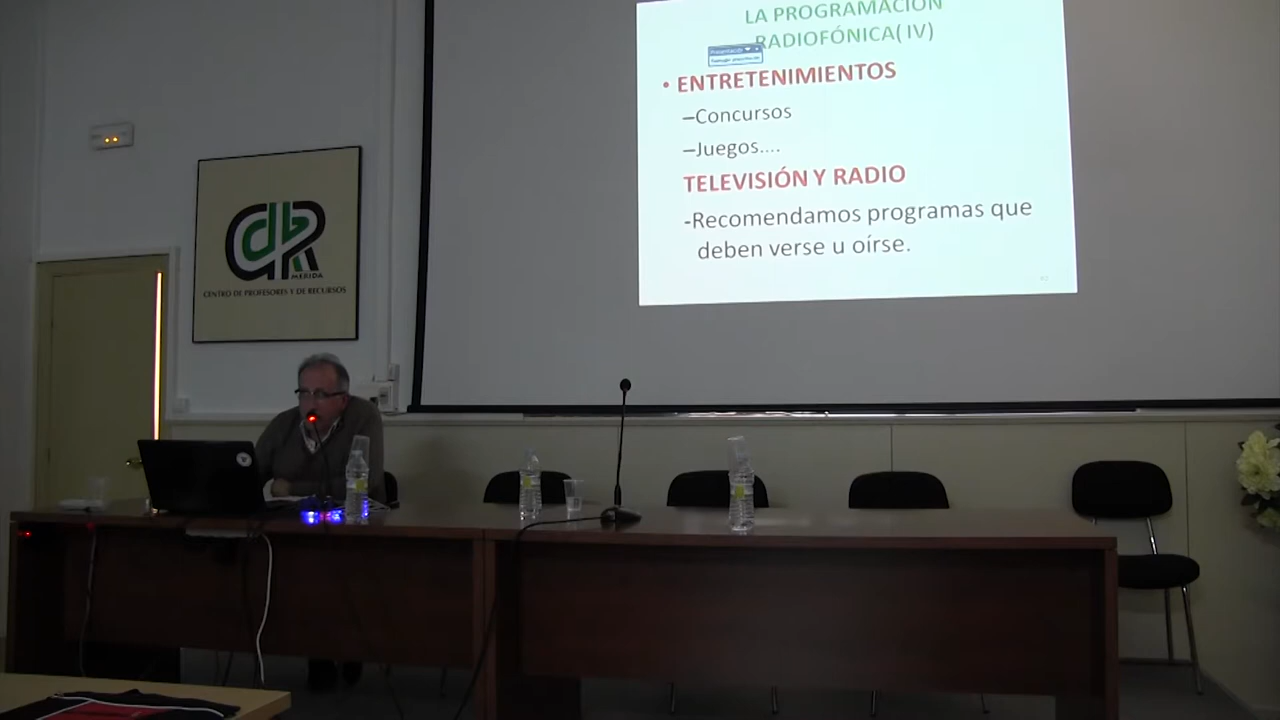 LA PROGRAMACIÓN
RADIOFÓNICA( IV)
• ENTRETENIMIENTOS
–Concursos
–Juegos....
TELEVISIÓN Y RADIO
-Recomendamos programas que
deben verse u oírse.
MERIDA
CENTRO DE PROFESORES Y DE RECURSOS